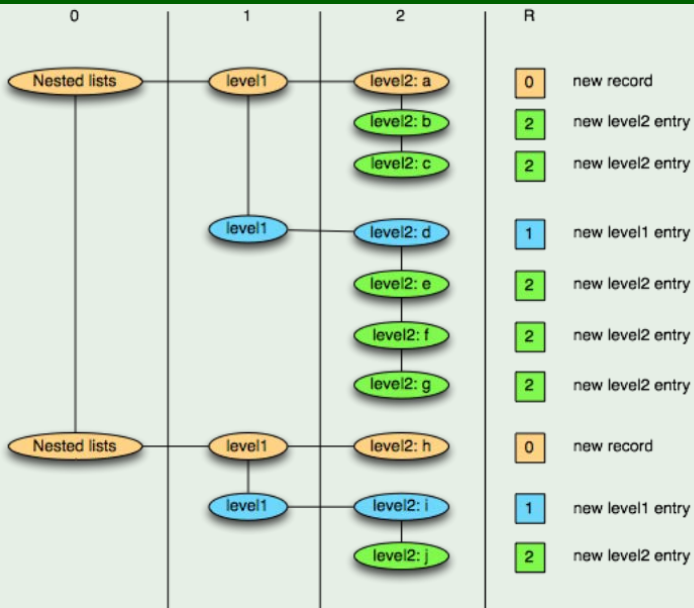 0 1 2 R
Nested lists level1 level2: a 0 new record
level2: b 2 new level2 entry
level2: c 2 new level2 entry
level1 level2: d 1 new level1 entry
level2: e 2 new level2 entry
level2: f 2 new level2 entry
level2: g 2 new level2 entry
Nested lists level1 level2: h 0 new record
level1 level2: i 1 new level1 entry
level2: j 2 new level2 entry